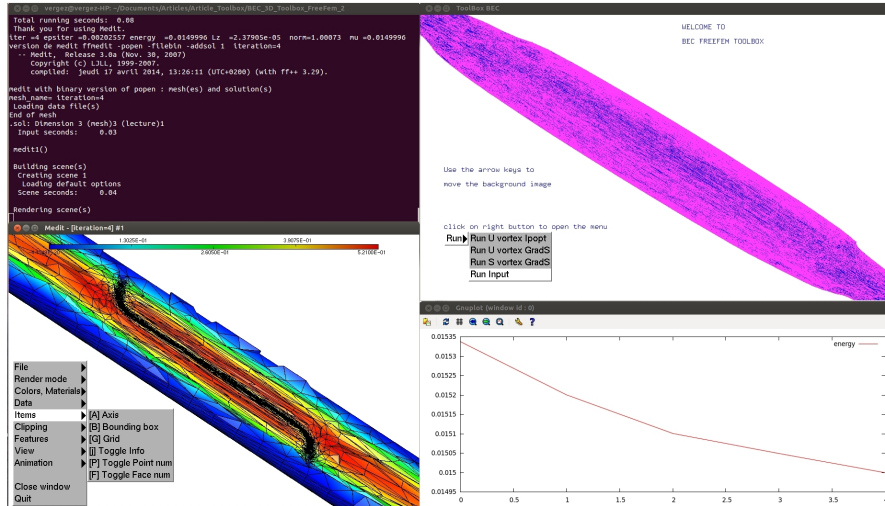 vergez@vergez-HP: ~/Documents/Articles/Article_Toolbox/BEC_3D_Toolbox_FreeFem_2
Total running seconds:  0.08
Thank you for using Medit.
iter =4 epsiter =0.00202557 energy  =0.0149996 Lz  =2.37905e-05  norm=1.00073  mu =0.0149996
version de medit ffmedit -popen -filebin -addsol 1  iteration=4
-- Medit,  Release 3.0a (Nov. 30, 2007)
Copyright (c) LJLL, 1999-2007.
compiled:  jeudi 17 avril 2014, 13:26:11 (UTC+0200) (with ff++ 3.29).
medit with binary version of popen : mesh(es) and solution(s)
mesh_name= iteration=4
Loading data file(s)
End of mesh
.sol: Dimension 3 (mesh)3 (lecture)1
Input seconds:     0.03
medit1()
Building scene(s)
Creating scene 1
Loading default options
Scene seconds:     0.04
Rendering scene(s)
ToolBox BEC
WELCOME TO
BEC FREEFEM TOOLBOX
Use the arrow keys to
move the background image
click on right button to open the menu
Run
Run U vortex Ipopt
Run U vortex GradS
Run S vortex GradS
Run Input
Medit - [iteration=4] #1
1.3025E-01
3.9075E-01
2.6050E-01
5.2100E-01
File
Render mode
Colors, Materials
Data
Items
Clipping
Features
View
Animation
Close window
Quit
[A] Axis
[B] Bounding box
[G] Grid
[j] Toggle Info
[P] Toggle Point num
[F] Toggle Face num
Gnuplot (window id : 0)
energy
0.01535
0.0153
0.01525
0.0152
0.01515
0.0151
0.01505
0.015
0.01495
0
0.5
1
1.5
2
2.5
3
3.5
4